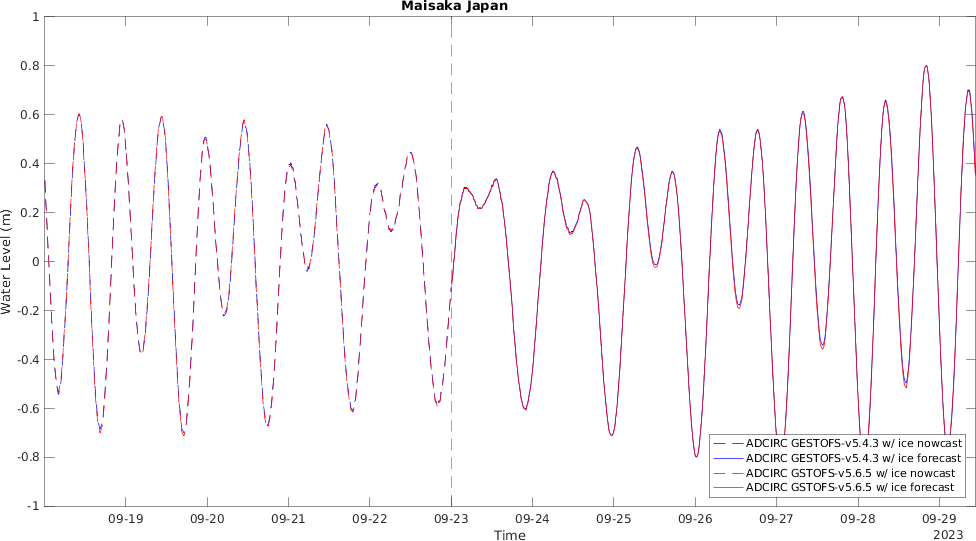 Maisaka Japan
1
0.8
0.6
0.4
0.2
0
-0.2
-0.4
-0.6
-0.8
-1
Water Level (m)
ADCIRC GESTOFS-v5.4.3 w/ ice nowcast
ADCIRC GESTOFS-v5.4.3 w/ ice forecast
ADCIRC GSTOFS-v5.6.5 w/ ice nowcast
ADCIRC GSTOFS-v5.6.5 w/ ice forecast
09-19 09-20 09-21 09-22 09-23 09-24 09-25 09-26 09-27 09-28 09-29
Time
2023